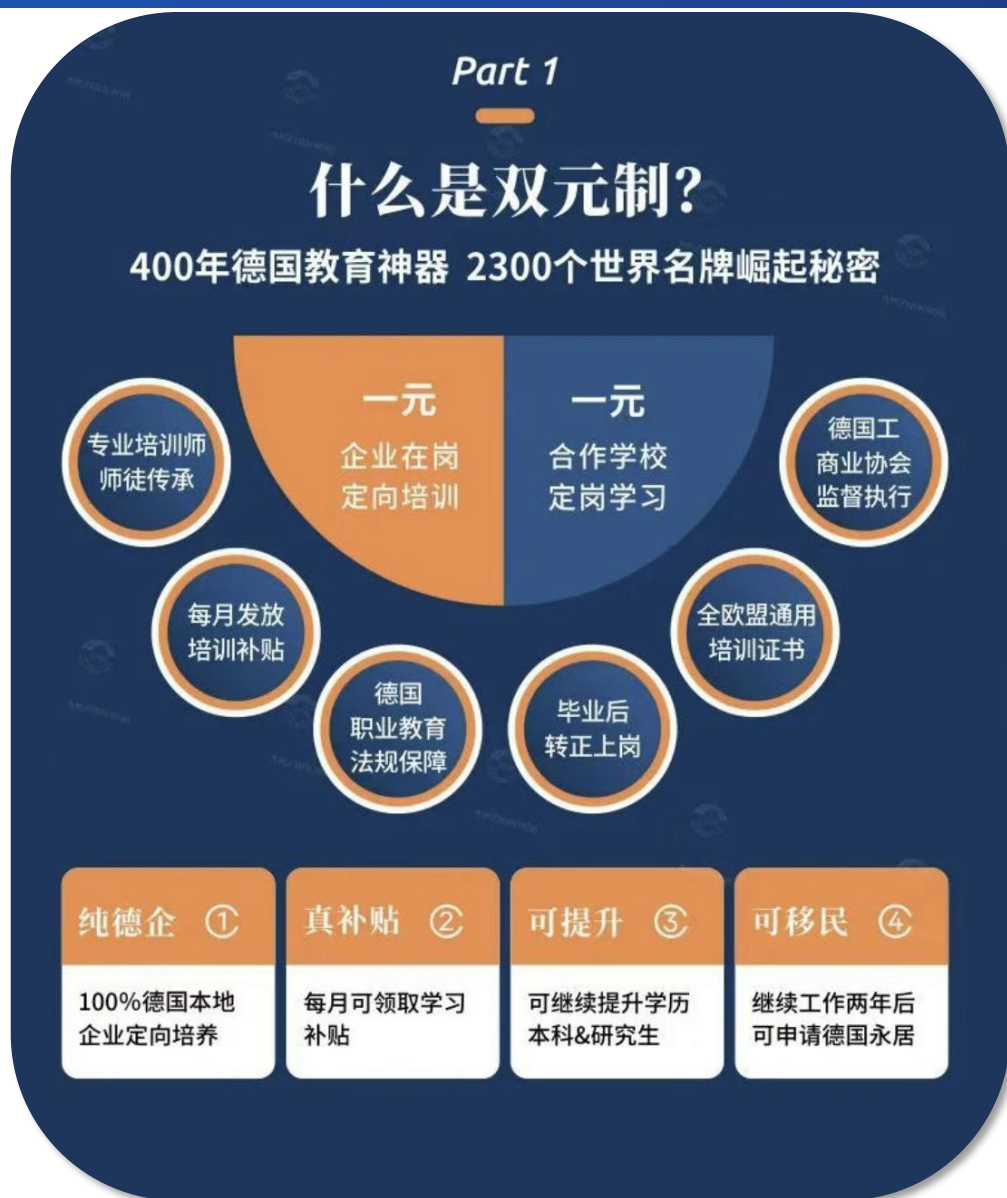 Part 1
什么是双元制?
400年德国教育神器 2300个世界名牌崛起秘密
一元
企业在岗
定向培训
一元
合作学校
定岗学习
专业培训师
师徒传承
每月发放
培训补贴
德国
职业教育
法规保障
毕业后
转正上岗
全欧盟通用
培训证书
德国工
商业协会
监督执行
纯德企 ①
100%德国本地
企业定向培养
真补贴 ②
每月可领取学习
补贴
可提升 ③
可继续提升学历
本科&研究生
可移民 ④
继续工作两年后
可申请德国永居